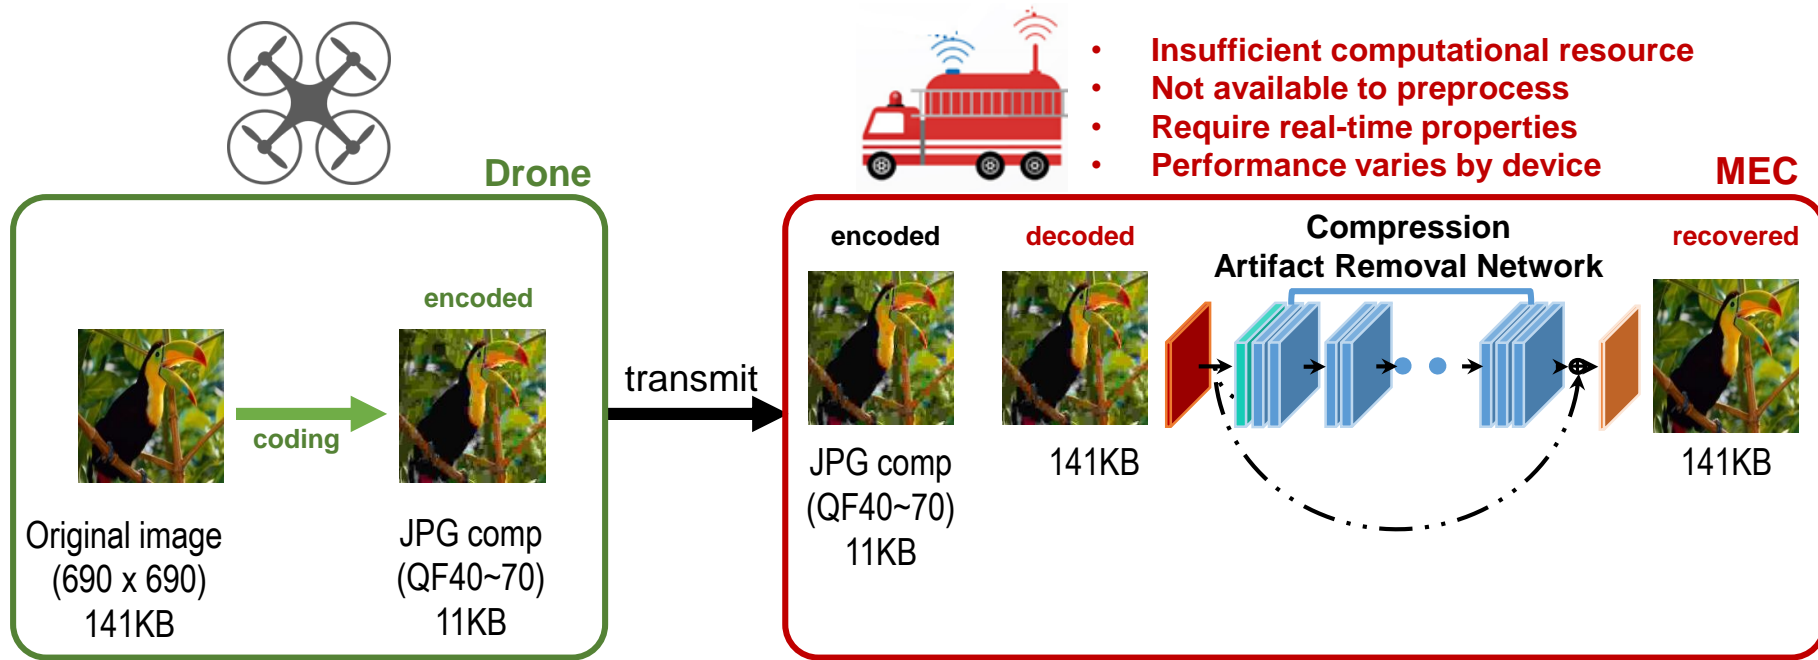 Drone
encoded
coding
Original image
(690 x 690)
141KB
JPG comp
(QF40~70)
11KB
transmit
• Insufficient computational resource
• Not available to preprocess
• Require real-time properties
• Performance varies by device
MEC
encoded
decoded
Compression
Artifact Removal Network
recovered
JPG comp
(QF40~70)
11KB
141KB
141KB